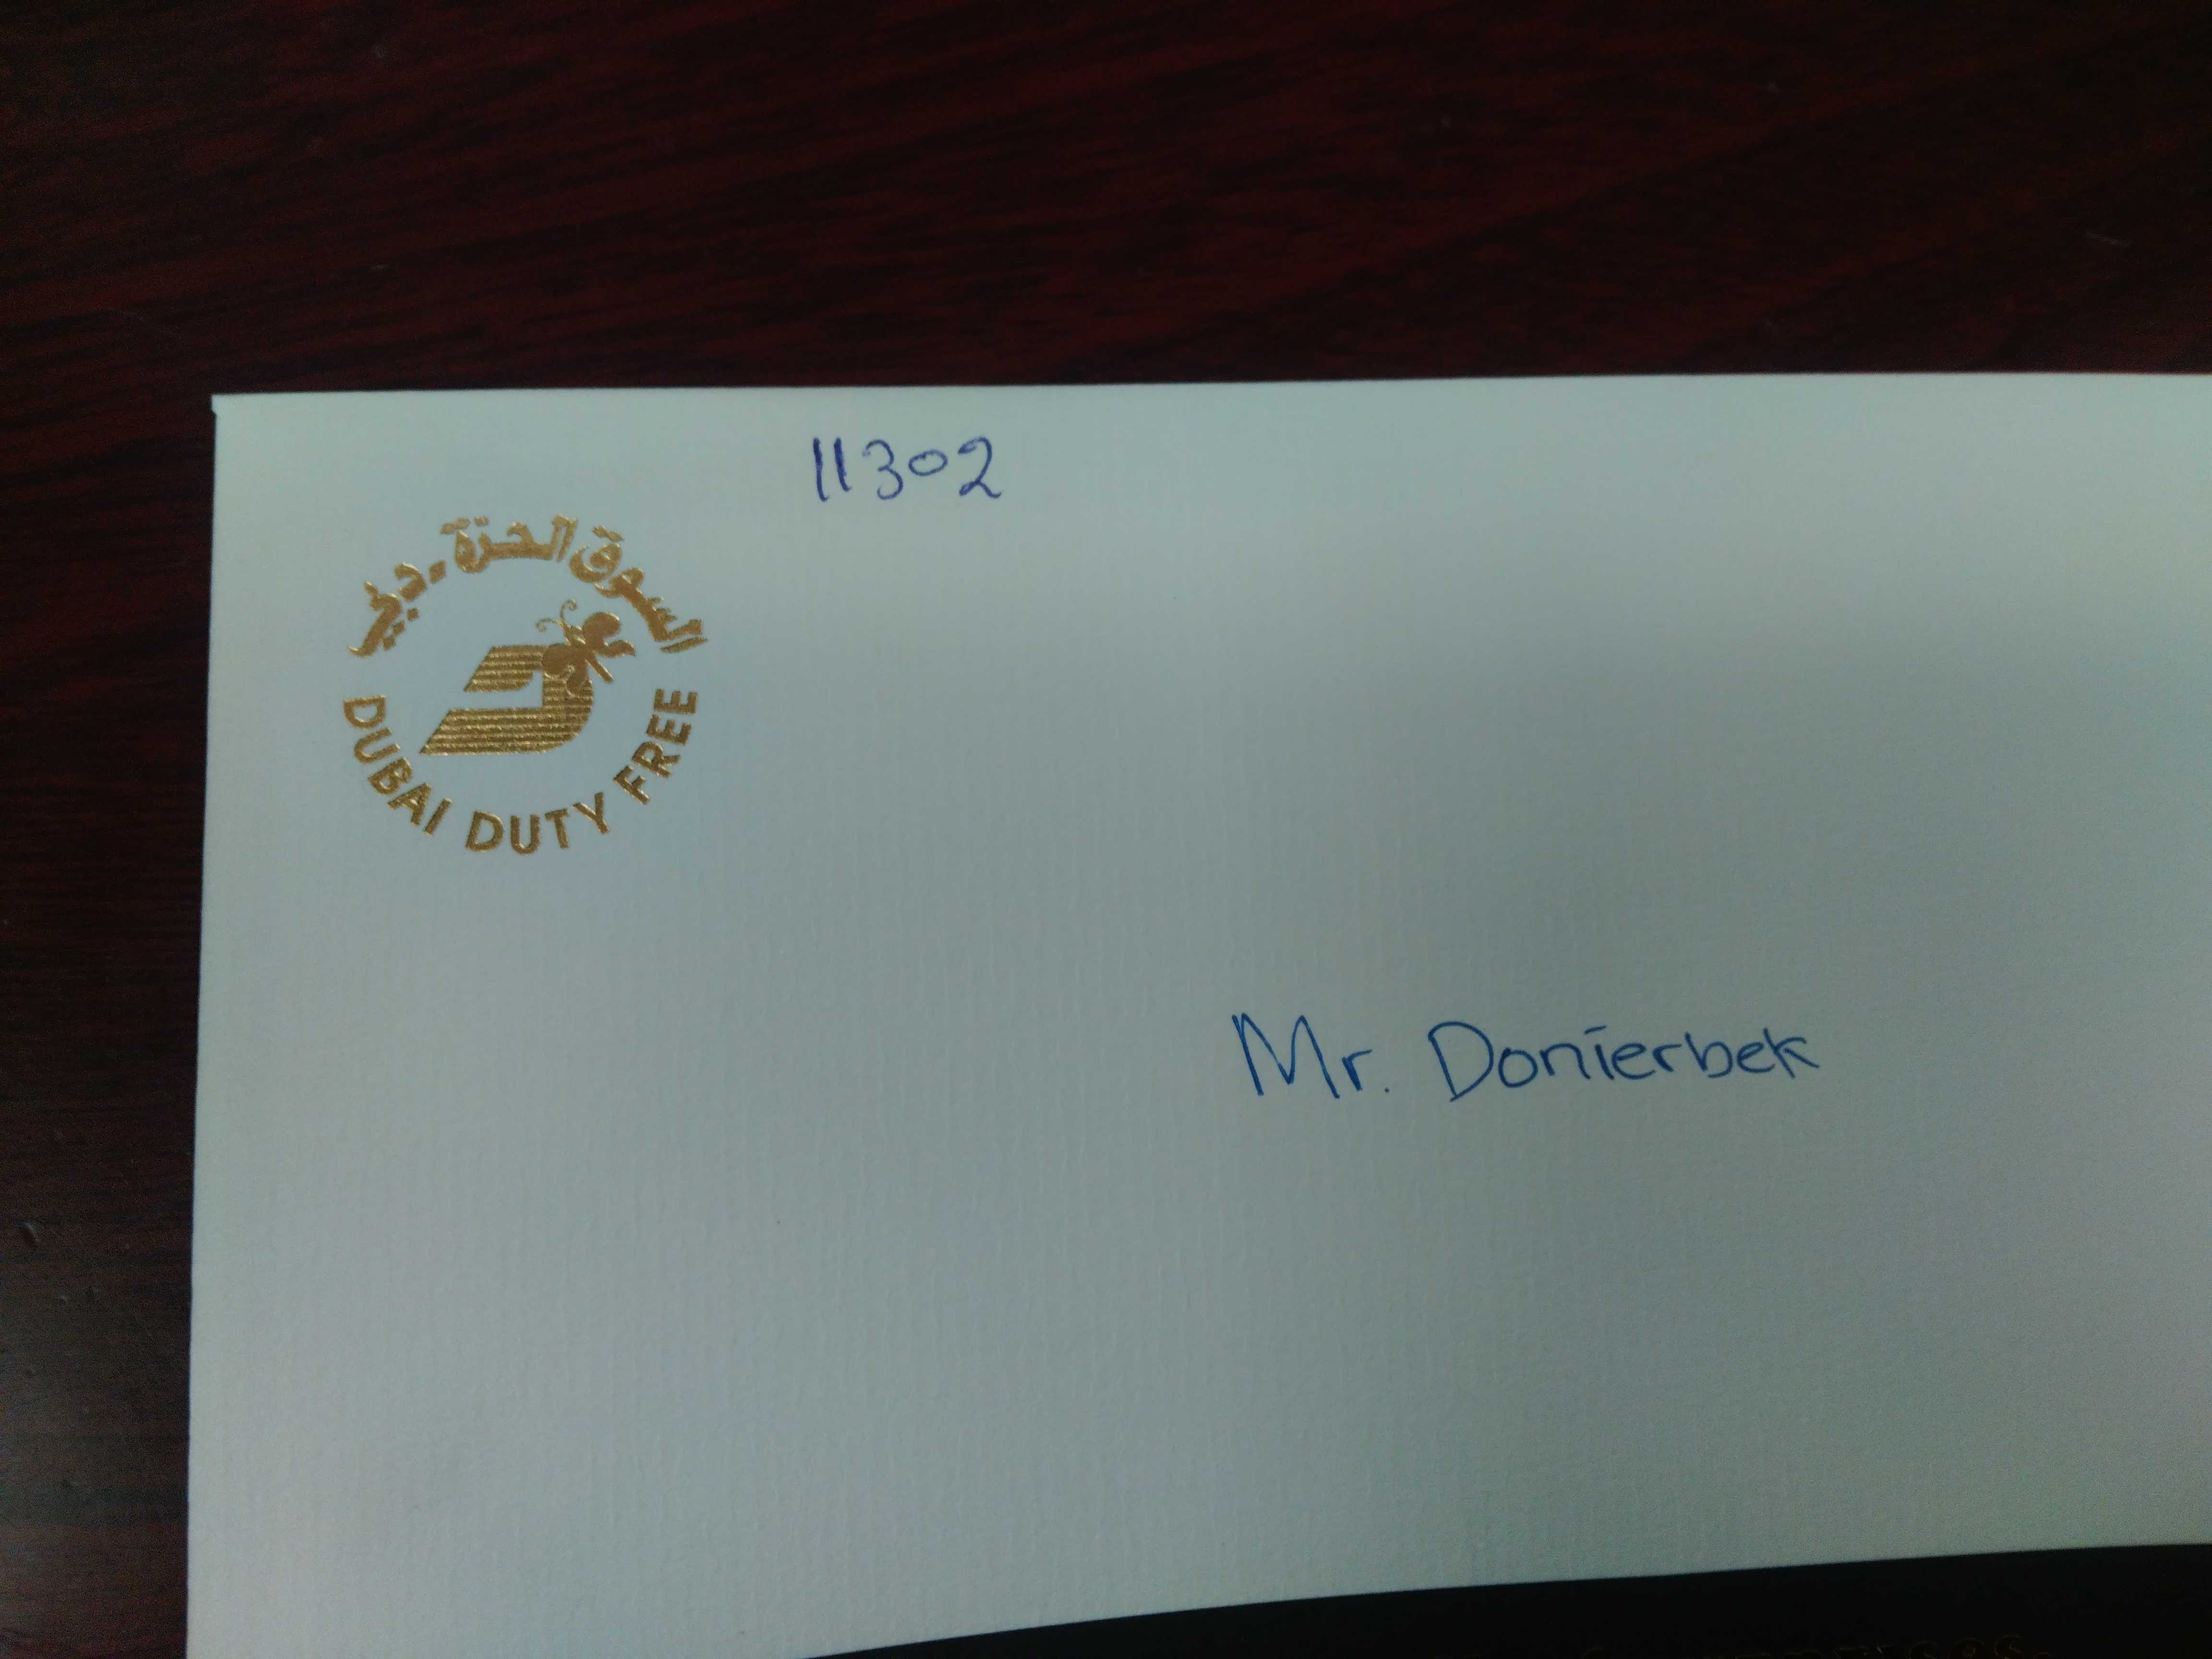 11302
السوق الحرة - دبي
DUBAI DUTY FREE
Mr. Donierbek